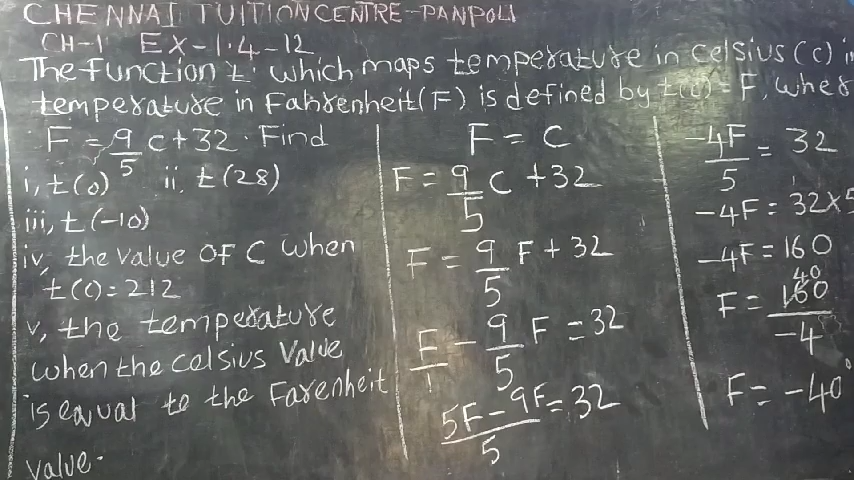 CHENNAI TUITION CENTRE-PANPOLI
CH-1 EX-1.4-12
The function t which maps temperature in Celsius (c) in
temperature in Fahrenheit (F) is defined by t(c) = F, wher
F = 9/5 c + 32. Find
i, t(0) ii, t(28)
iii, t(-10)
iv, the value OF C when
t(c) = 212
v, the temperature
when the celsius Value
is equal to the Farenheit
value.
F = C
F = 9/5 C + 32
F = 9/5 F + 32
F/1 - 9/5 F = 32
5F - 9F/5 = 32
-4F/5 = 32
-4F = 32×5
-4F = 160
40
F = 160/-4
F = -40°